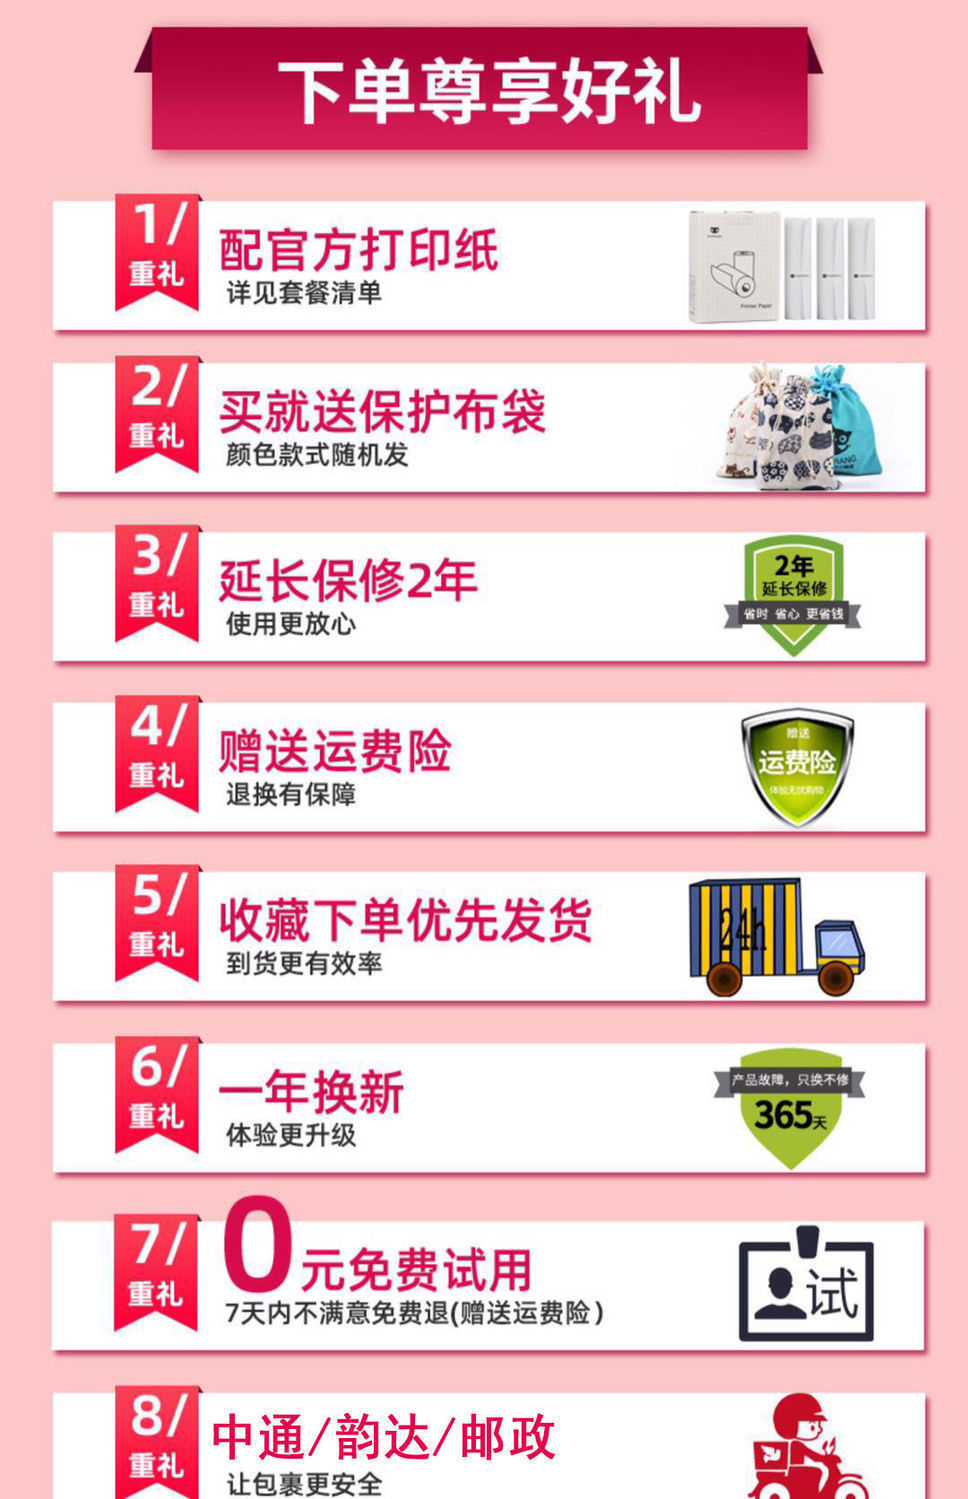 下单尊享好礼
1/
重礼
配官方打印纸
详见套餐清单
Printer Paper
2/
重礼
买就送保护布袋
颜色款式随机发
RANG
3/
重礼
延长保修2年
使用更放心
2年
延长保修
省时 省心 更省钱
4/
重礼
赠送运费险
退换有保障
赠送
运费险
体验无忧购物
5/
重礼
收藏下单优先发货
到货更有效率
24h
6/
重礼
一年换新
体验更升级
产品故障，只换不修
365天
7/
重礼
0元免费试用
7天内不满意免费退(赠送运费险)
试
8/
重礼
中通/韵达/邮政
让包裹更安全